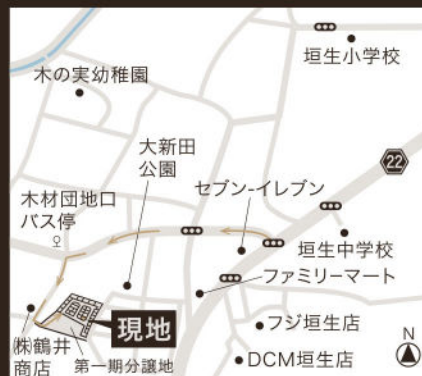 垣生小学校
木の実幼稚園
大新田
公園
22
セブン-イレブン
木材団地口
バス停
垣生中学校
ファミリーマート
現地
フジ垣生店
㈱鶴井
商店
第一期分譲地
DCM垣生店
N